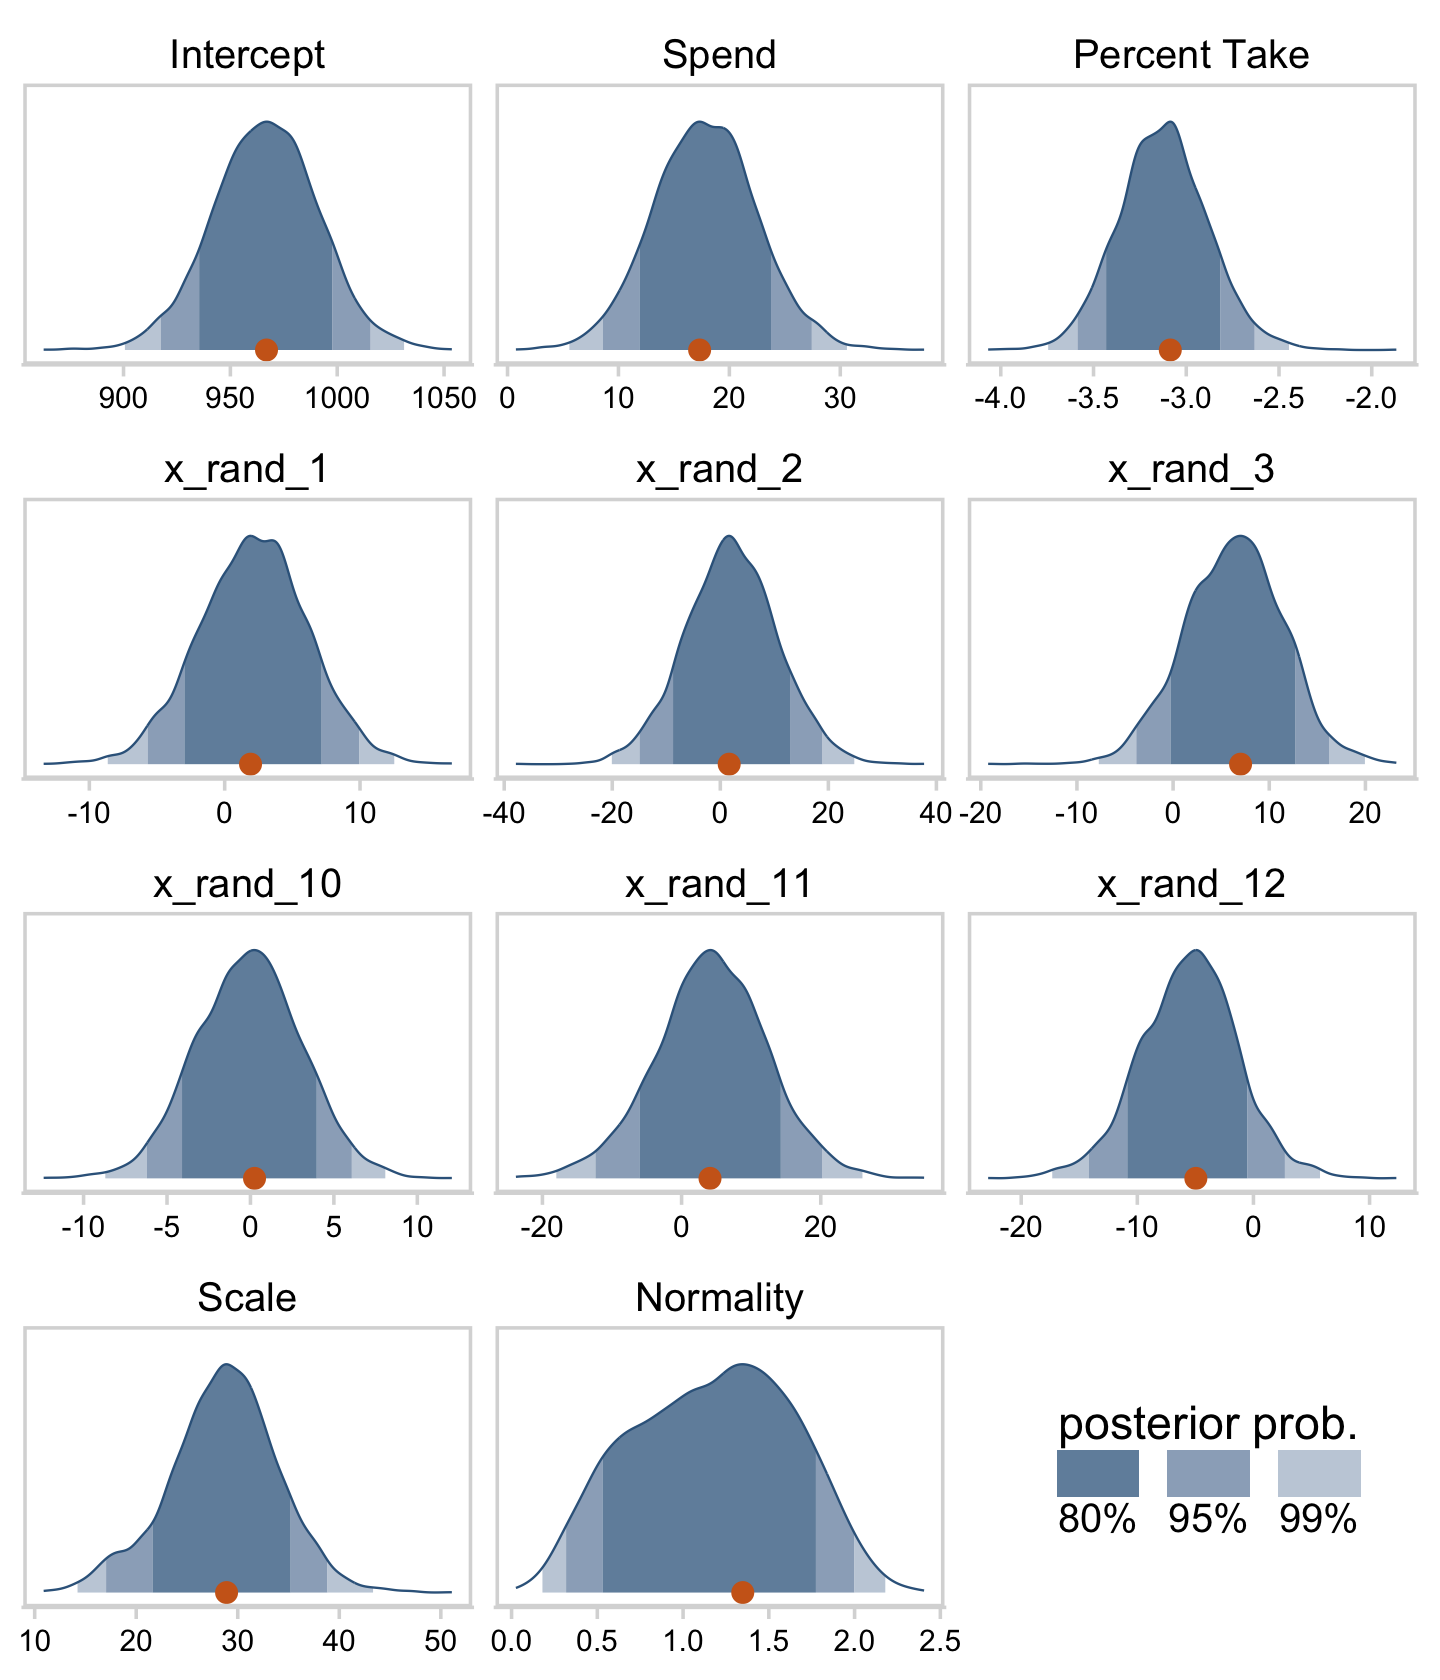 Intercept Spend Percent Take
900 950 1000 1050 0 10 20 30 -4.0 -3.5 -3.0 -2.5 -2.0
x_rand_1 x_rand_2 x_rand_3
-10 0 10 -40 -20 0 20 40 -20 -10 0 10 20
x_rand_10 x_rand_11 x_rand_12
-10 -5 0 5 10 -20 0 20 -20 -10 0 10
Scale Normality
posterior prob.
80% 95% 99%
10 20 30 40 50 0.0 0.5 1.0 1.5 2.0 2.5